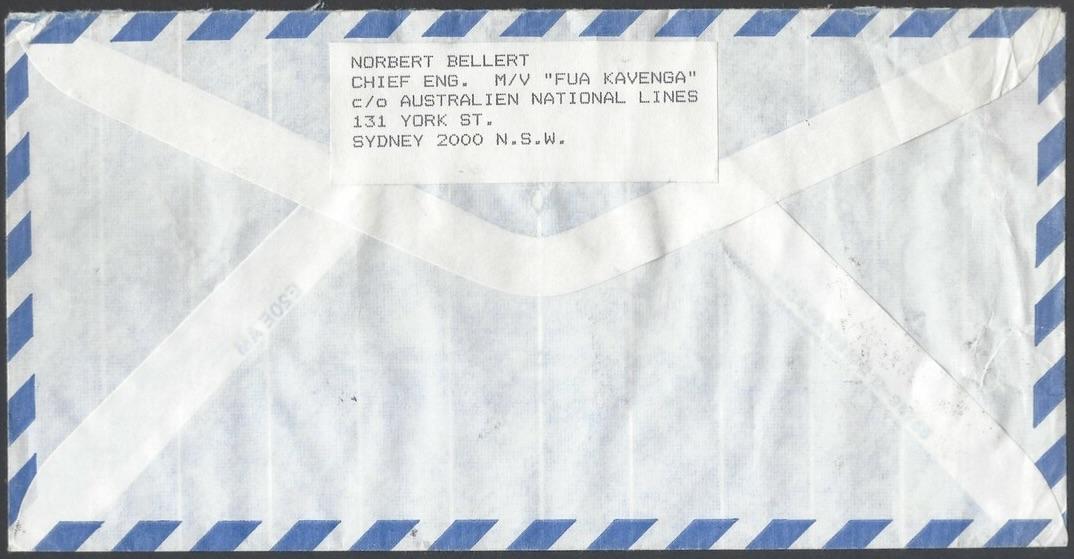 NORBERT BELLERT
CHIEF ENG. M/V "FUA KAVENGA"
c/o AUSTRALIEN NATIONAL LINES
131 YORK ST.
SYDNEY 2000 N.S.W.